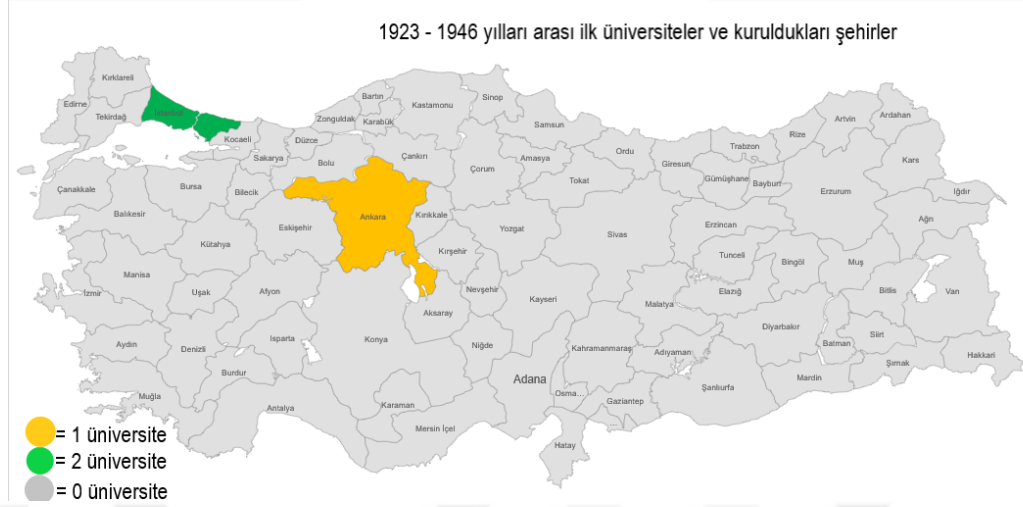 1923 - 1946 yılları arası ilk üniversiteler ve kuruldukları şehirler
Kırklareli
Edirne
Tekirdağ
İstanbul
Kocaeli
Sakarya
Düzce
Zonguldak
Bartın
Karabük
Kastamonu
Sinop
Samsun
Ordu
Giresun
Trabzon
Rize
Artvin
Ardahan
Kars
Iğdır
Çanakkale
Bursa
Bilecik
Bolu
Çankırı
Çorum
Amasya
Tokat
Gümüşhane
Bayburt
Erzurum
Ağrı
Balıkesir
Kütahya
Eskişehir
Ankara
Kırıkkale
Yozgat
Sivas
Erzincan
Tunceli
Bingöl
Muş
Bitlis
Van
Manisa
İzmir
Uşak
Afyon
Kırşehir
Nevşehir
Kayseri
Malatya
Elazığ
Diyarbakır
Batman
Siirt
Hakkari
Şırnak
Mardin
Aydın
Denizli
Isparta
Burdur
Konya
Aksaray
Niğde
Kahramanmaraş
Adıyaman
Şanlıurfa
Muğla
Antalya
Karaman
Mersin İçel
Adana
Osma...
Gaziantep
...
Hatay
= 1 üniversite
= 2 üniversite
= 0 üniversite